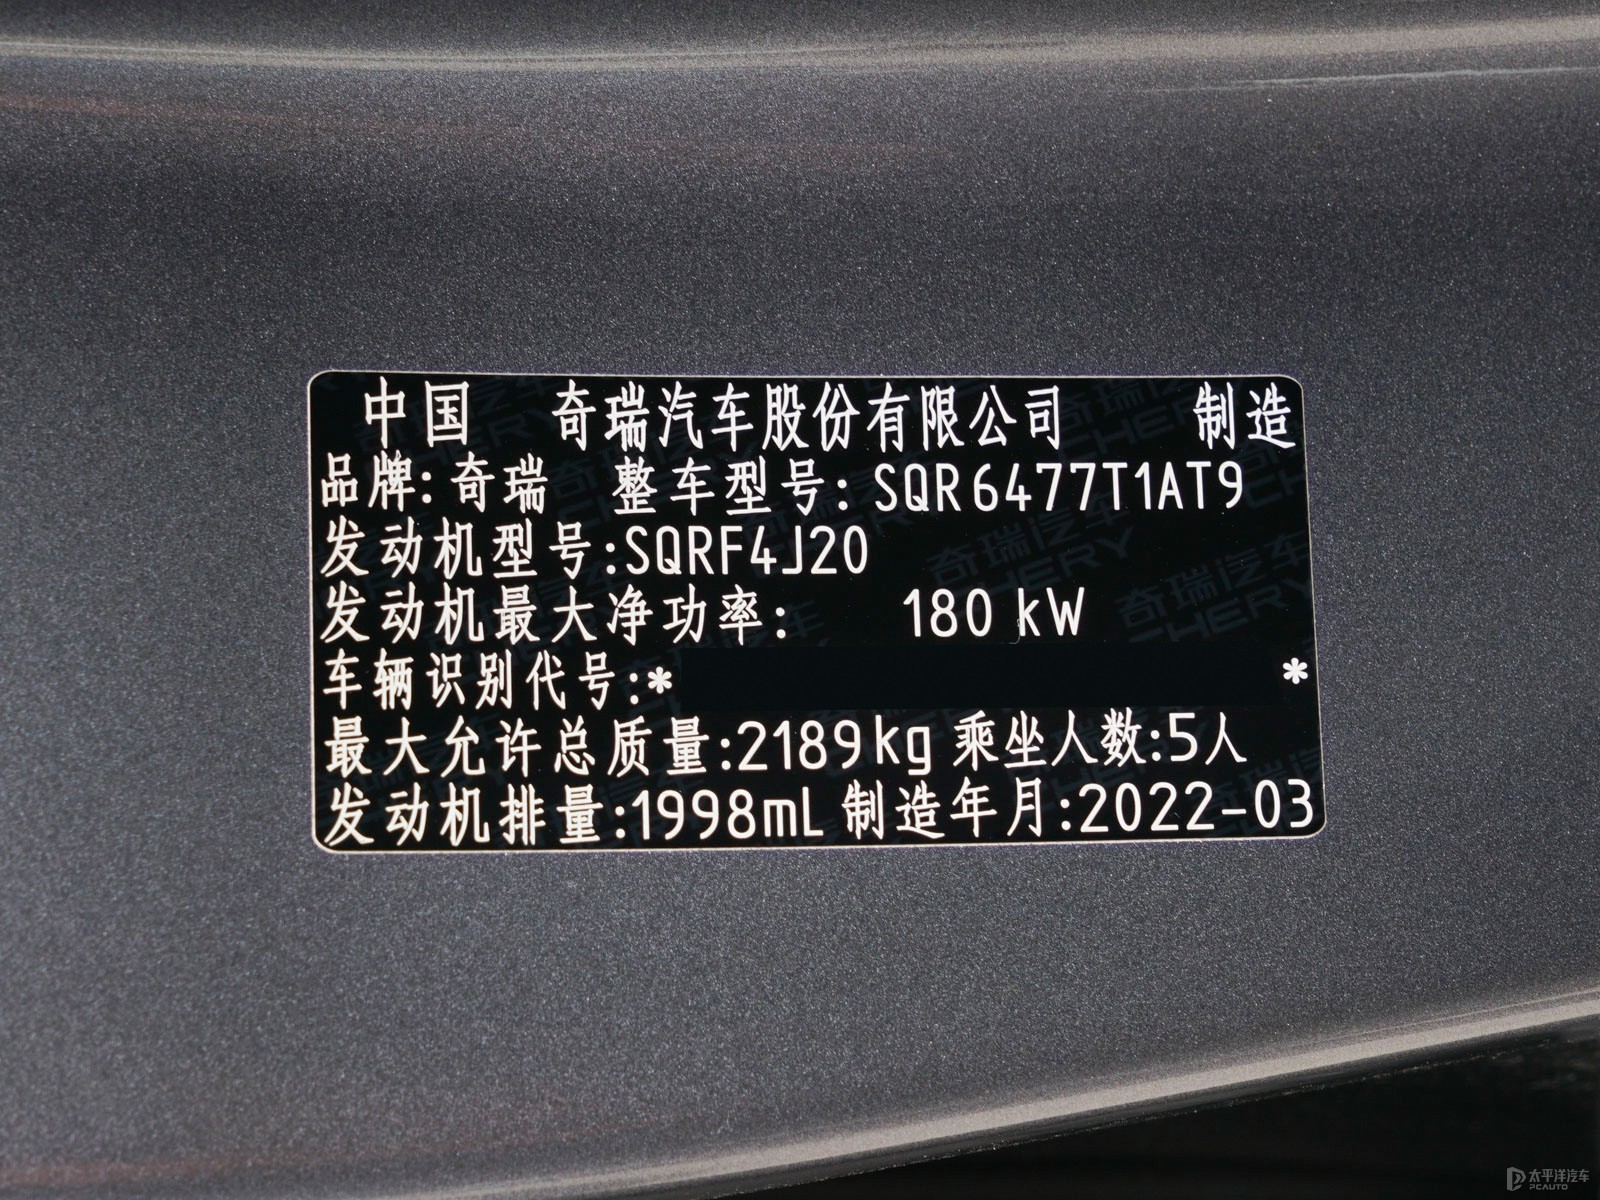 中国 奇瑞汽车股份有限公司 制造
品牌:奇瑞 整车型号:SQR6477T1AT9
发动机型号:SQRF4J20
发动机最大净功率: 180 kW
车辆识别代号:* *
最大允许总质量:2189kg 乘坐人数:5人
发动机排量:1998mL 制造年月:2022-03
太平洋汽车
PCAUTO